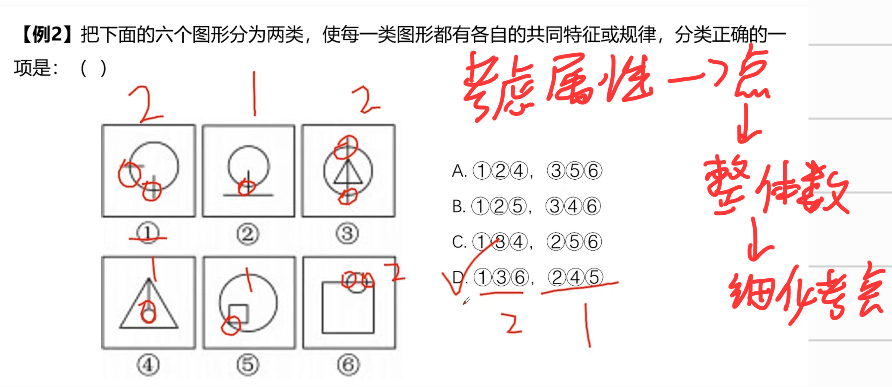 【例2】把下面的六个图形分为两类，使每一类图形都有各自的共同特征或规律，分类正确的一
项是：（ ）
考虑属性→点
↓
整体数
↓
细化考点
2 1 2
① ② ③
1 1 2
④ ⑤ ⑥
A. ①②④，③⑤⑥
B. ①②⑤，③④⑥
C. ①③④，②⑤⑥
D. ①③⑥，②④⑤
2 1